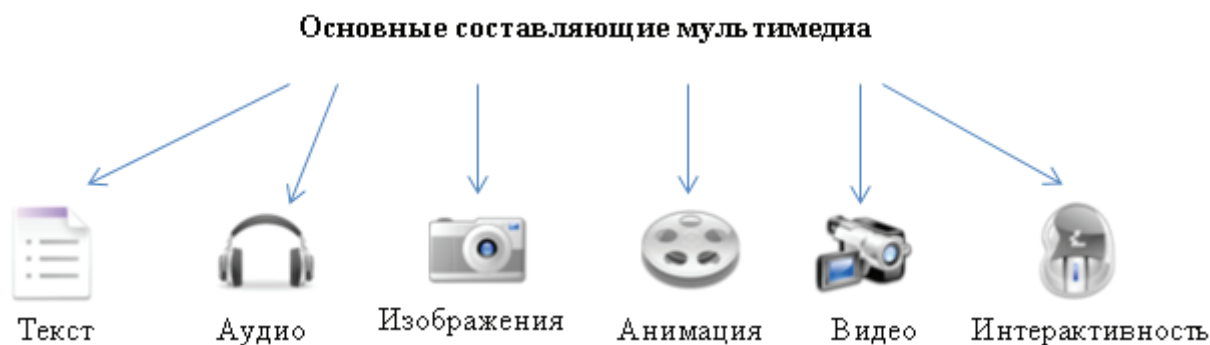 Основные составляющие мультимедиа
Текст
Аудио
Изображения
Анимация
Видео
Интерактивность